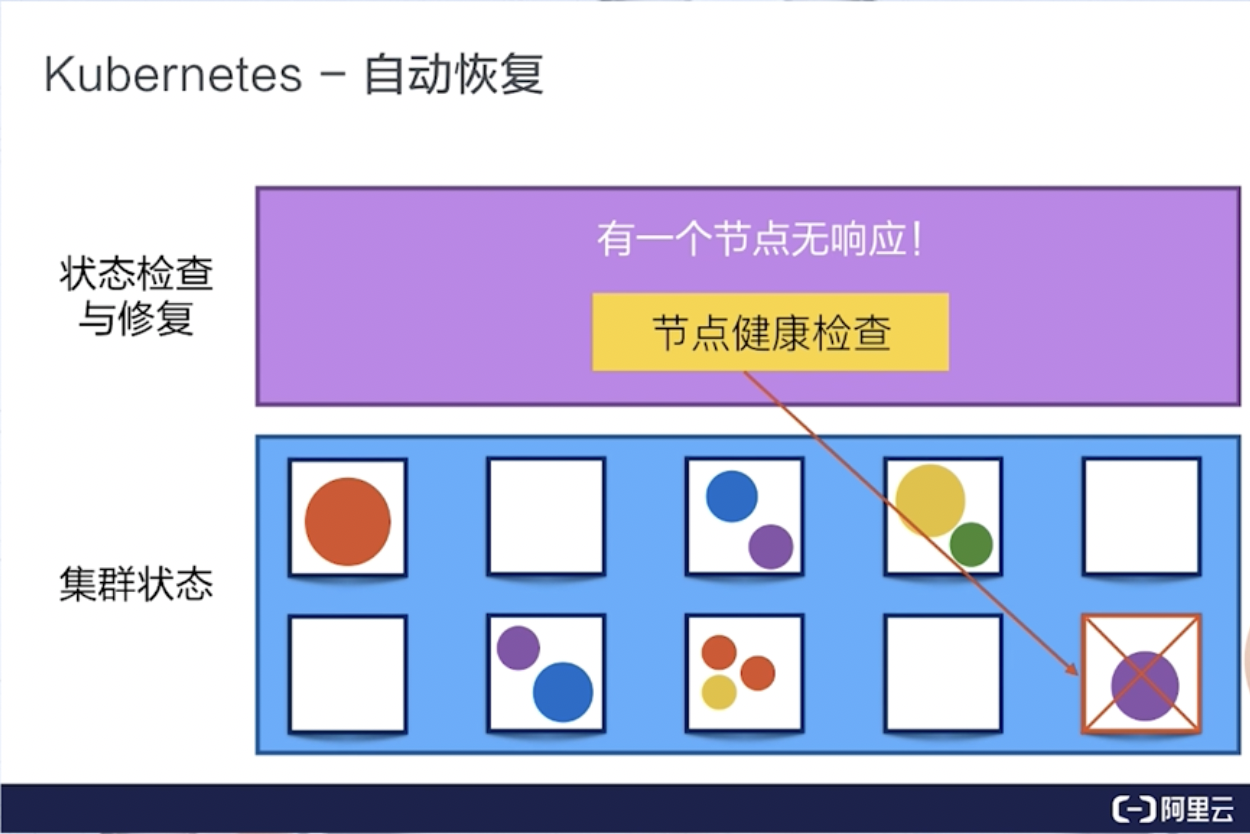 Kubernetes – 自动恢复
状态检查
与修复
有一个节点无响应！
节点健康检查
集群状态
阿里云